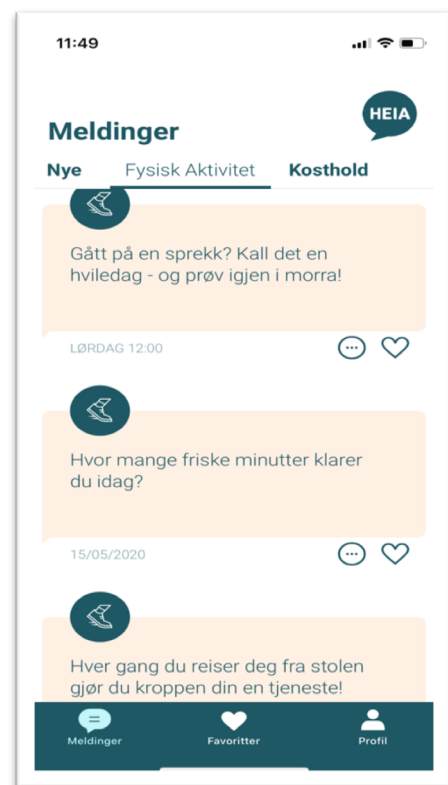 11:49
HEIA
Meldinger
Nye Fysisk Aktivitet Kosthold
Gått på en sprekk? Kall det en
hviledag - og prøv igjen i morra!
LØRDAG 12:00
Hvor mange friske minutter klarer
du idag?
15/05/2020
Hver gang du reiser deg fra stolen
gjør du kroppen din en tjeneste!
Meldinger Favoritter Profil